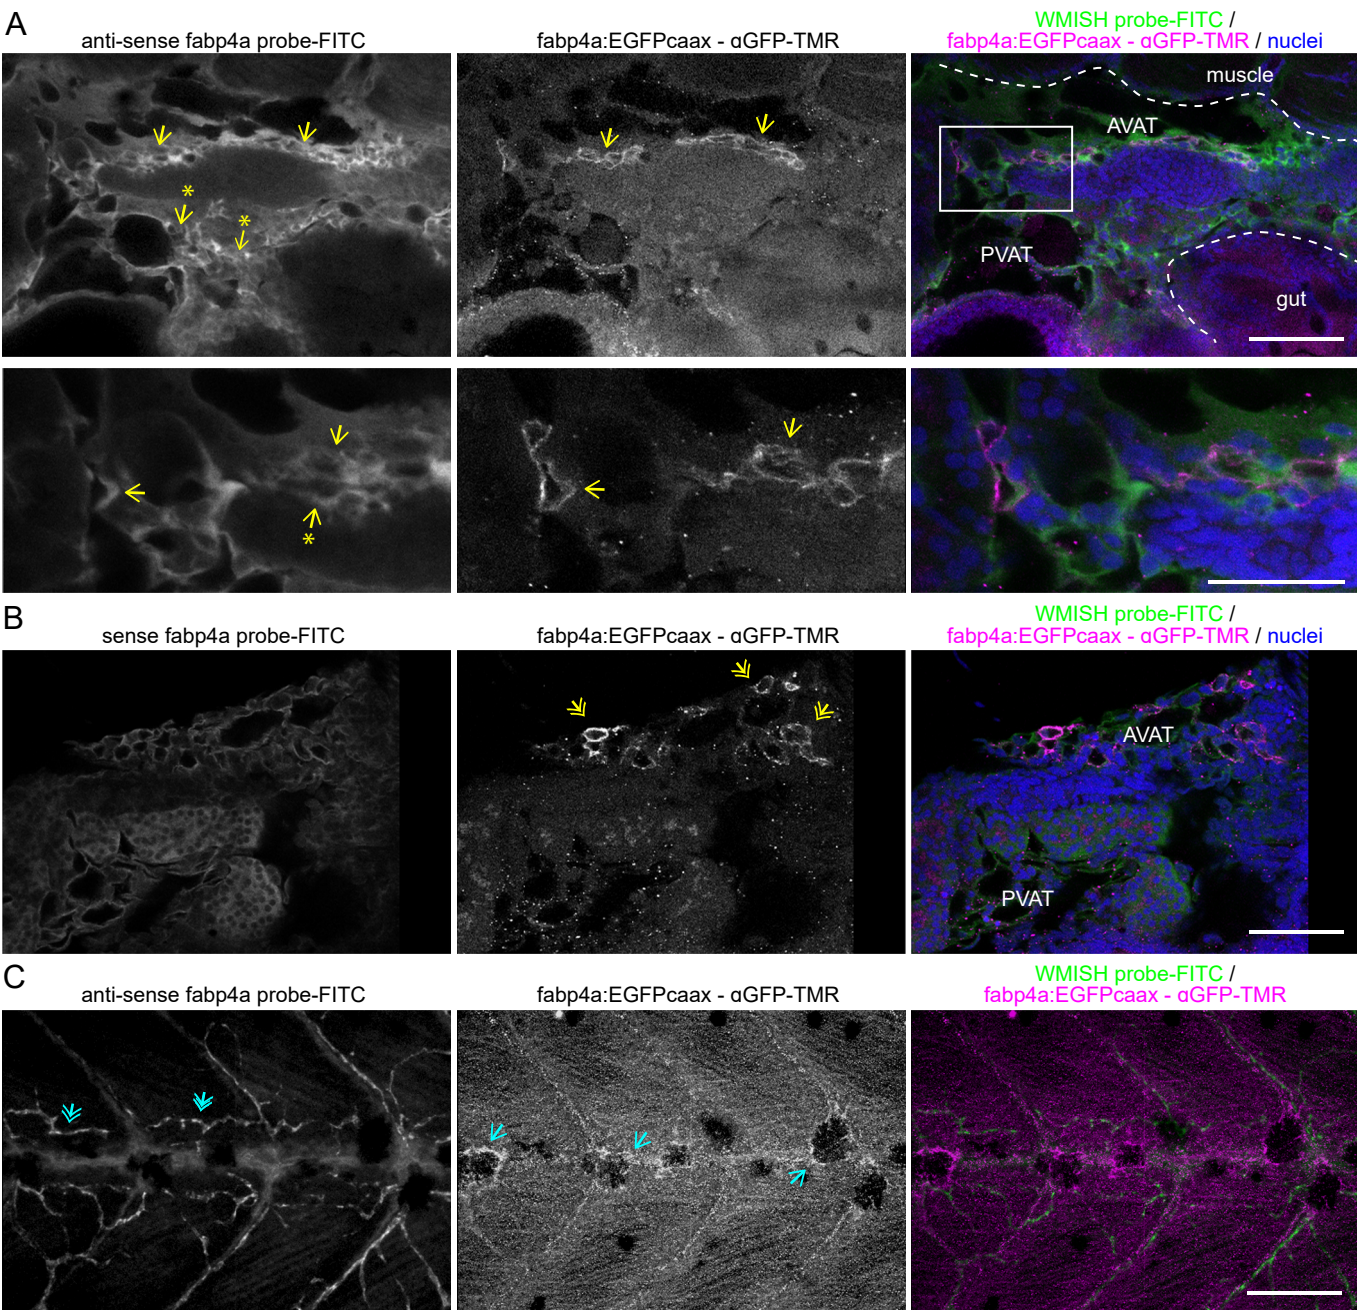 A
anti-sense fabp4a probe-FITC
fabp4a:EGFPcaax - αGFP-TMR
WMISH probe-FITC /
fabp4a:EGFPcaax - αGFP-TMR / nuclei
muscle
AVAT
PVAT
gut
*
*
*
B
sense fabp4a probe-FITC
fabp4a:EGFPcaax - αGFP-TMR
WMISH probe-FITC /
fabp4a:EGFPcaax - αGFP-TMR / nuclei
AVAT
PVAT
C
anti-sense fabp4a probe-FITC
fabp4a:EGFPcaax - αGFP-TMR
WMISH probe-FITC /
fabp4a:EGFPcaax - αGFP-TMR